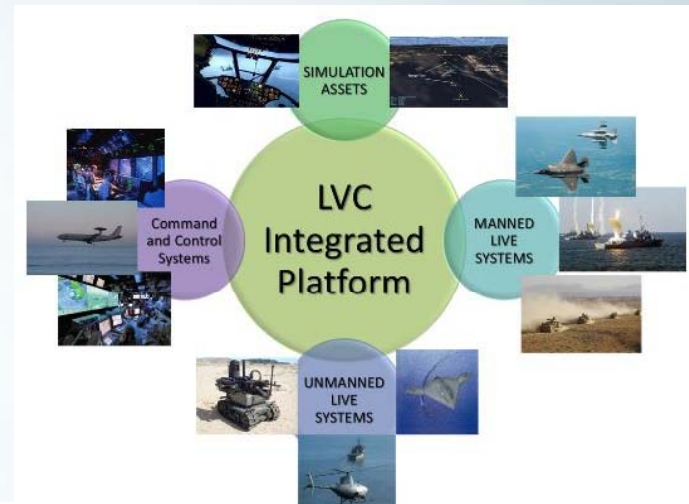 SIMULATION
ASSETS
LVC
Integrated
Platform
Command
and Control
Systems
MANNED
LIVE
SYSTEMS
UNMANNED
LIVE
SYSTEMS